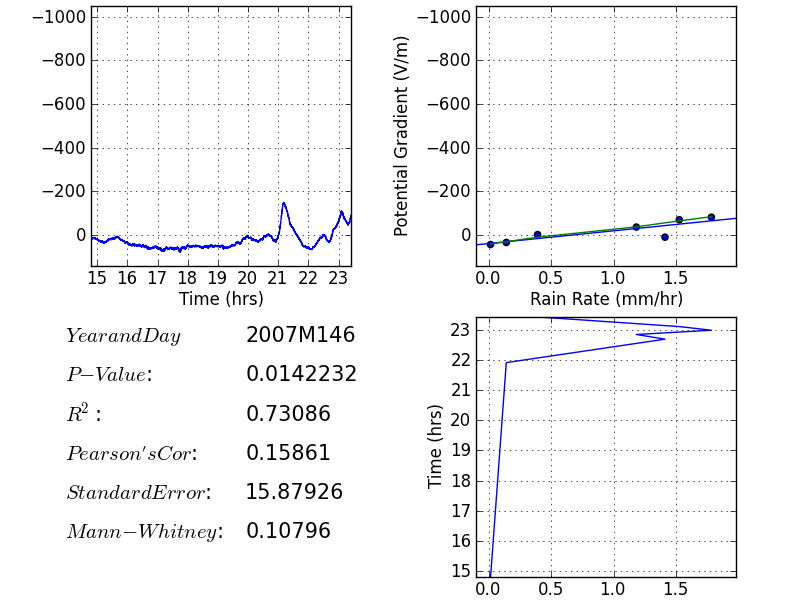 −1000
−800
−600
−400
−200
0
15 16 17 18 19 20 21 22 23
Time (hrs)
Potential Gradient (V/m)
−1000
−800
−600
−400
−200
0
0.0 0.5 1.0 1.5
Rain Rate (mm/hr)
YearandDay 2007M146
P−Value: 0.0142232
R²: 0.73086
Pearson'sCor: 0.15861
StandardError: 15.87926
Mann−Whitney: 0.10796
Time (hrs)
23
22
21
20
19
18
17
16
15
0.0 0.5 1.0 1.5